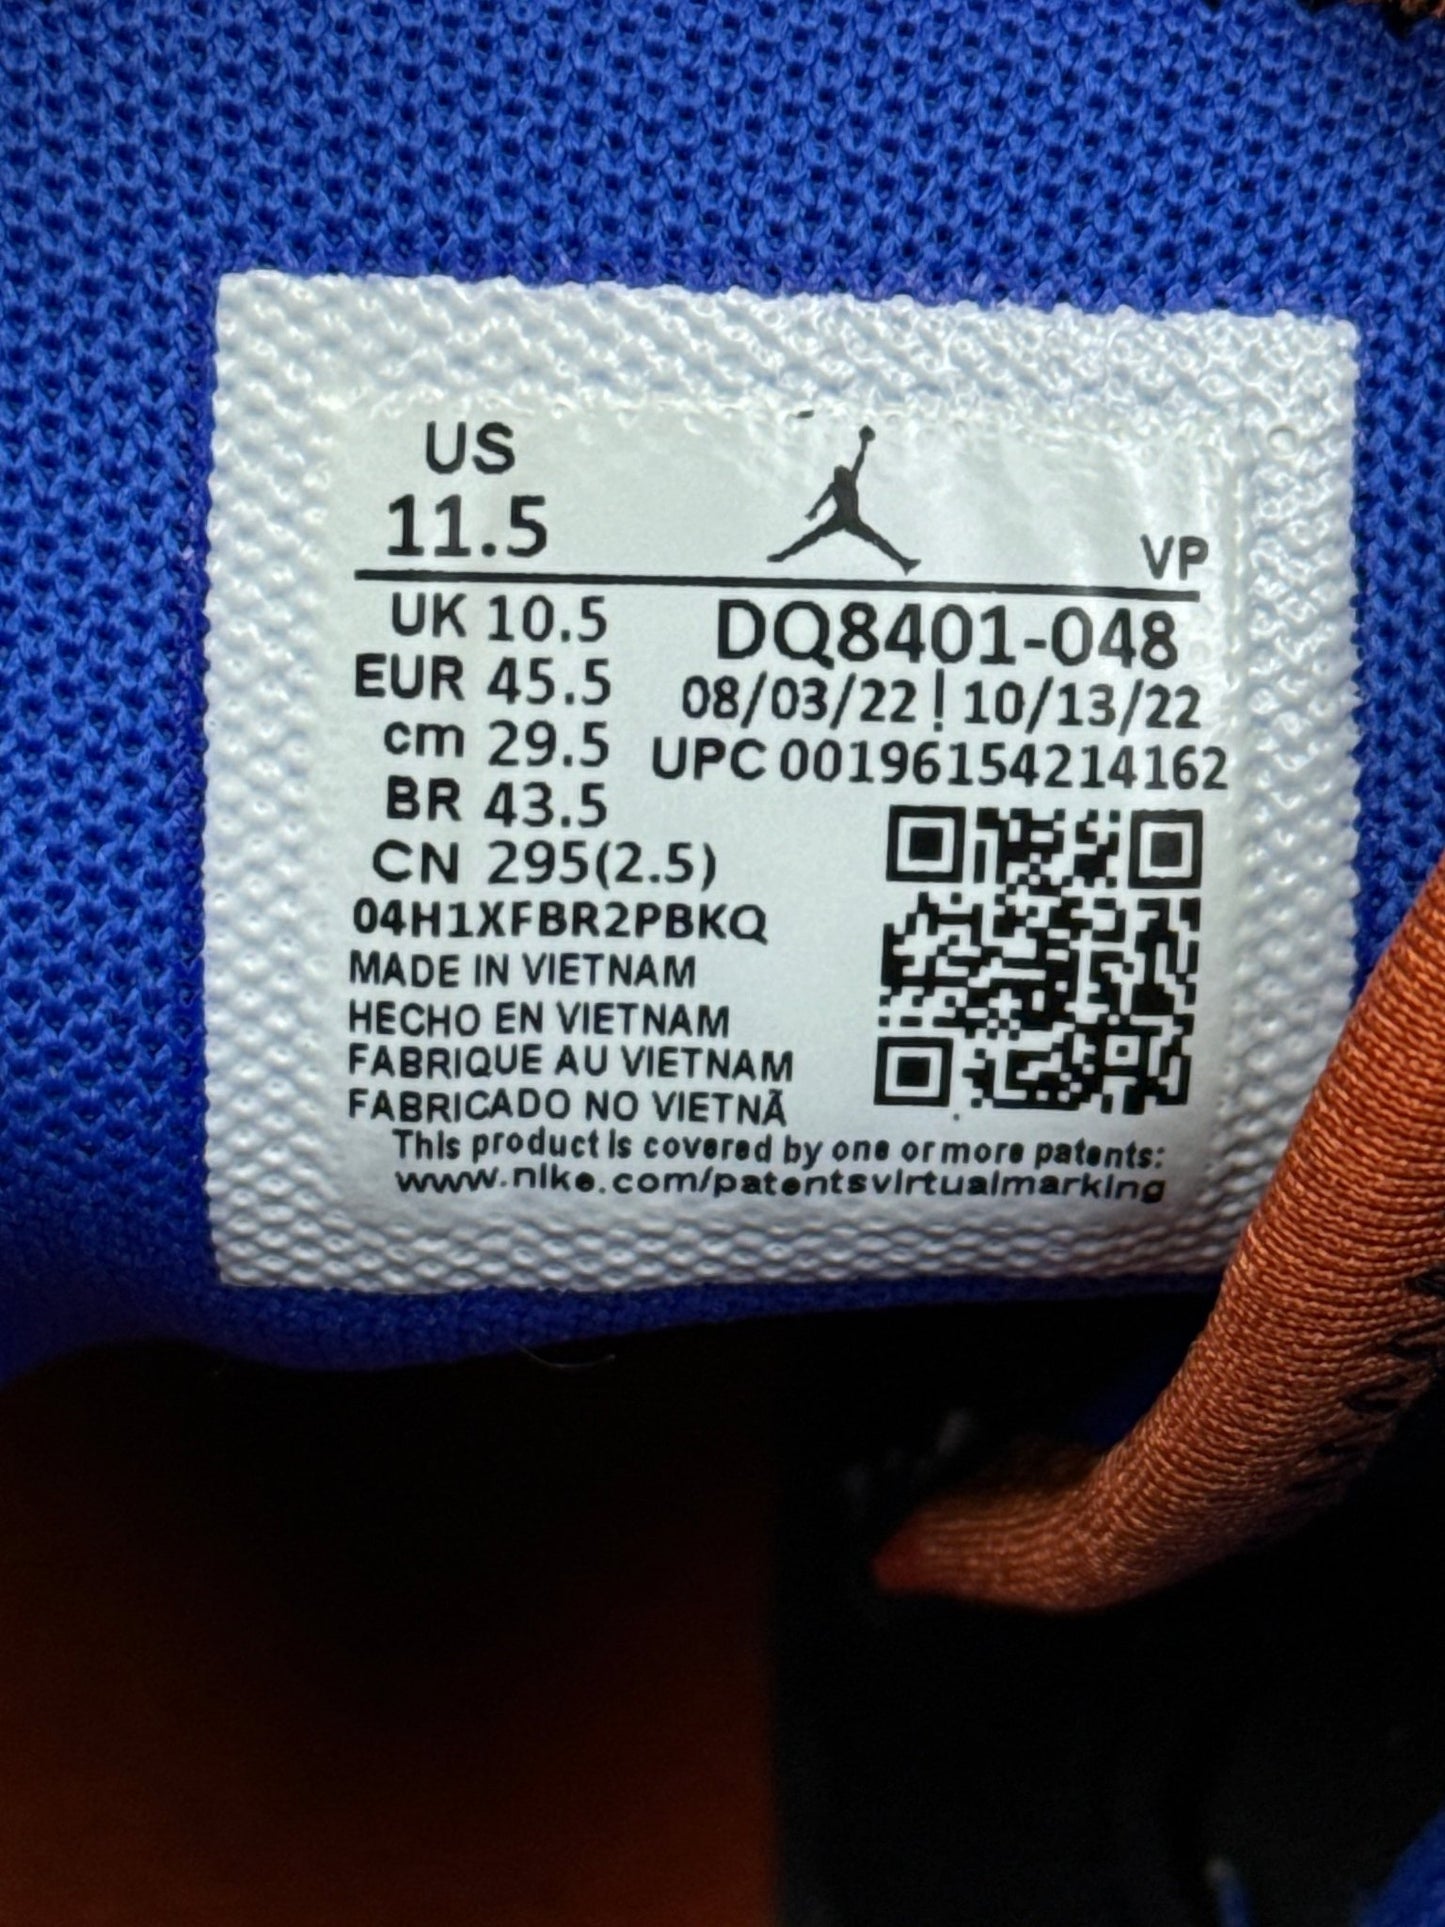 US
11.5
VP
UK 10.5
EUR 45.5
cm 29.5
BR 43.5
CN 295(2.5)
DQ8401-048
08/03/22 ! 10/13/22
UPC 00196154214162
04H1XFBR2PBKQ
MADE IN VIETNAM
HECHO EN VIETNAM
FABRIQUE AU VIETNAM
FABRICADO NO VIETNÃ
This product is covered by one or more patents:
www.nike.com/patentsvirtualmarking